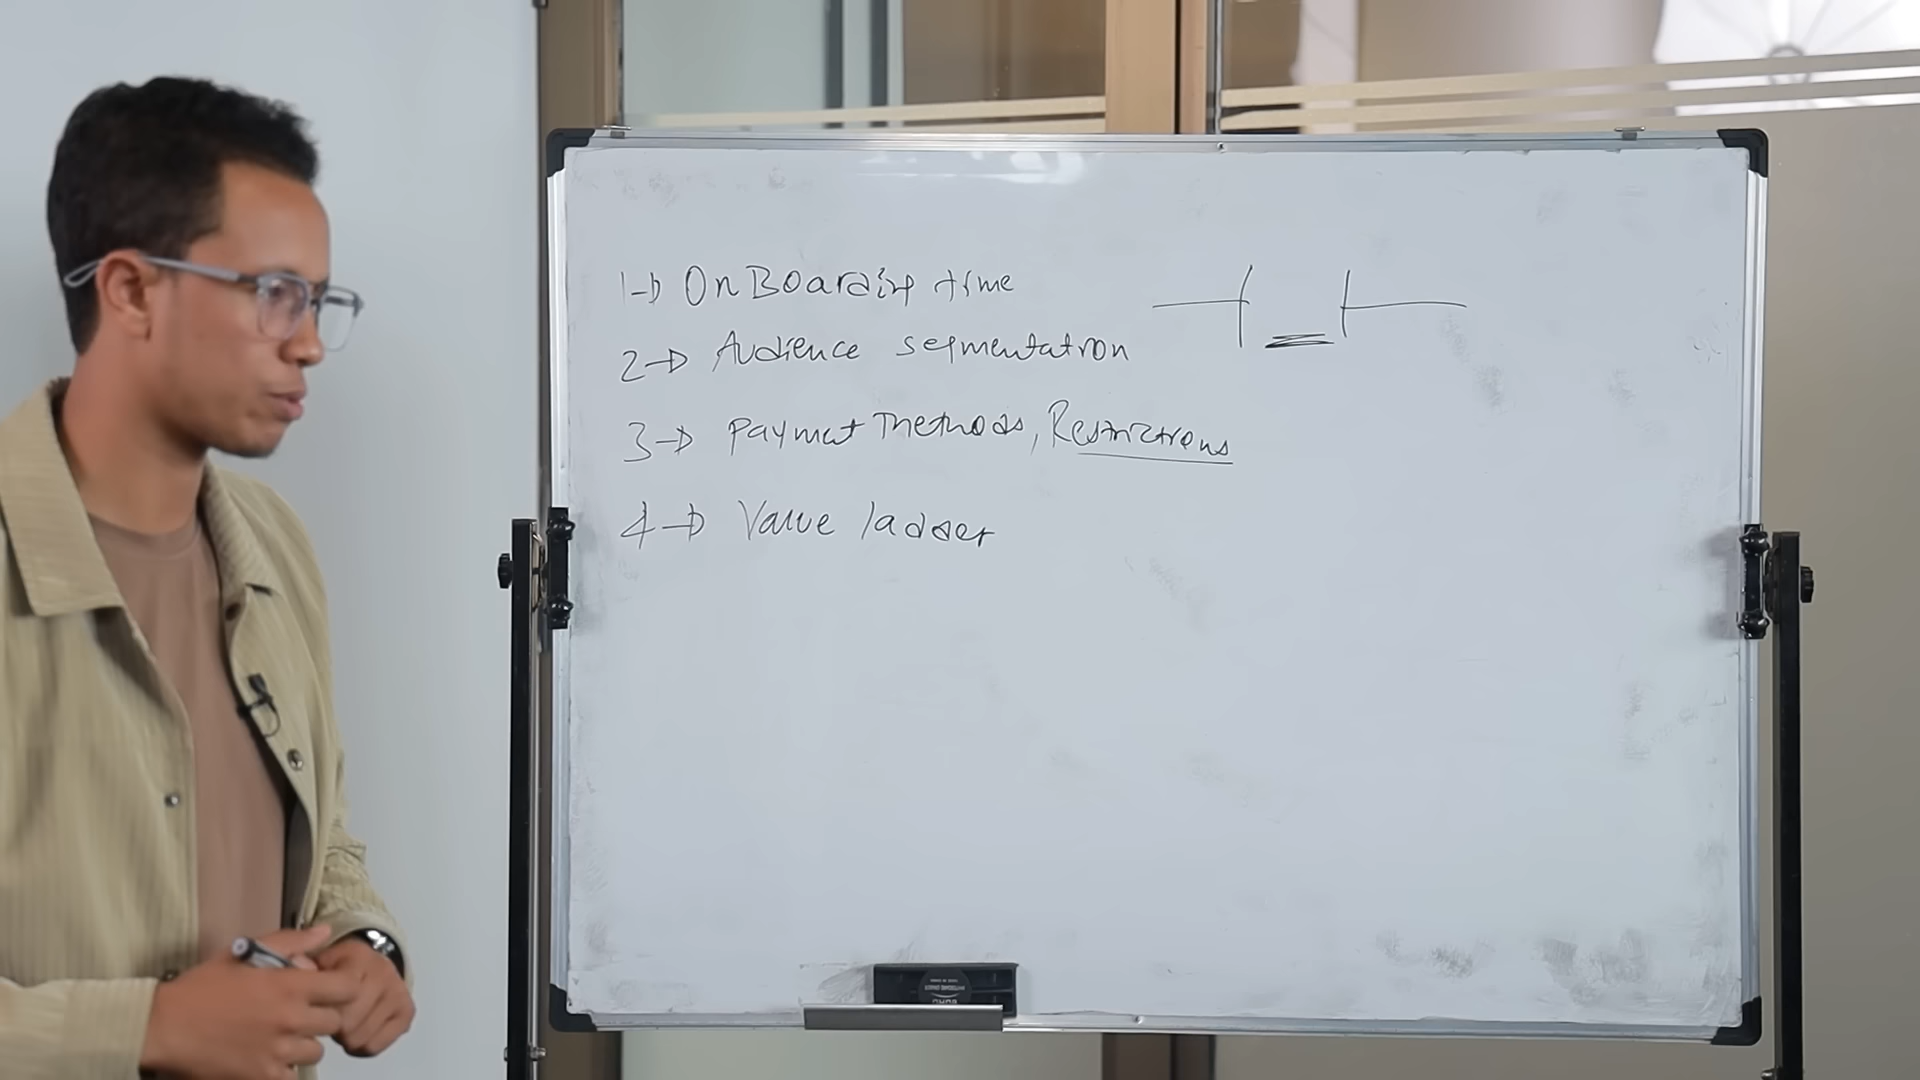 1→ OnBoarding time
2→ Audience segmentation
3→ Payment Methods, Restrictions
4→ Value ladder